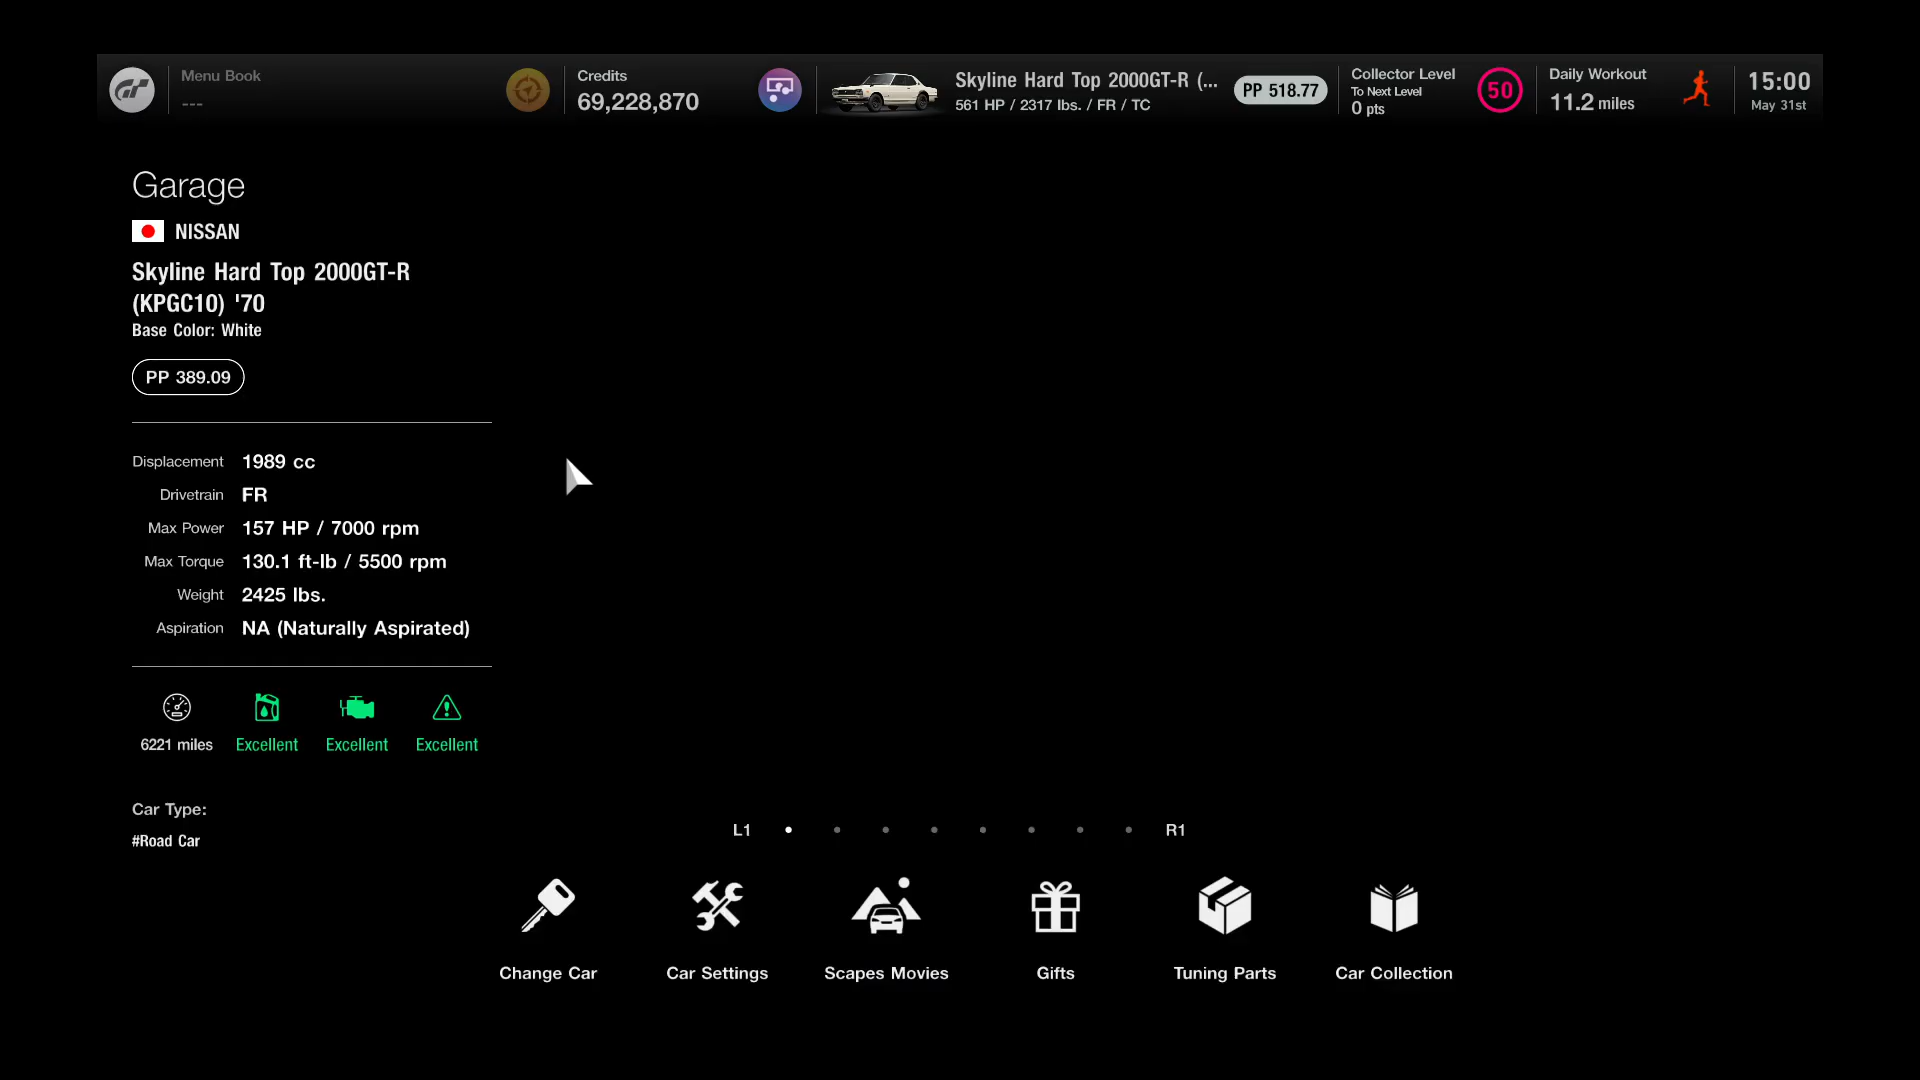 Menu Book
---
Credits
69,228,870
Skyline Hard Top 2000GT-R (...
561 HP / 2317 lbs. / FR / TC
PP 518.77
Collector Level
To Next Level
0 pts
50
Daily Workout
11.2 miles
15:00
May 31st
Garage
NISSAN
Skyline Hard Top 2000GT-R
(KPGC10) '70
Base Color: White
PP 389.09
Displacement 1989 cc
Drivetrain FR
Max Power 157 HP / 7000 rpm
Max Torque 130.1 ft-lb / 5500 rpm
Weight 2425 lbs.
Aspiration NA (Naturally Aspirated)
6221 miles Excellent Excellent Excellent
Car Type:
#Road Car
L1 R1
Change Car Car Settings Scapes Movies Gifts Tuning Parts Car Collection